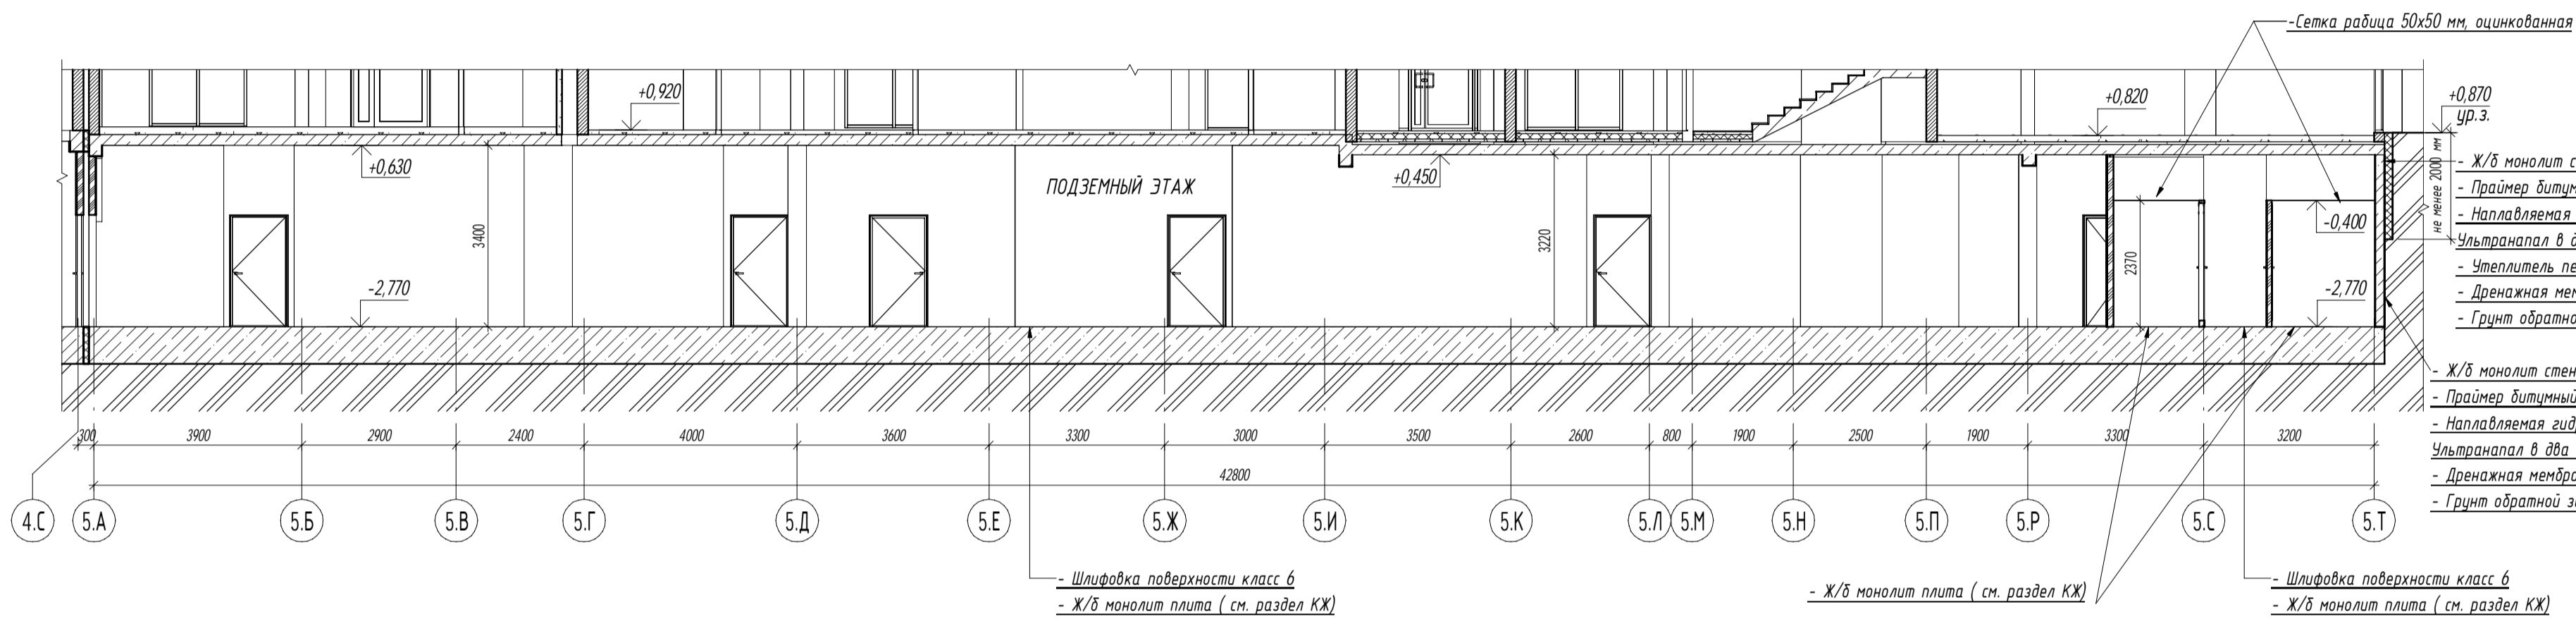 -Сетка рабица 50х50 мм, оцинкованная
+0,920
+0,820
+0,870
ур.з.
+0,630
ПОДЗЕМНЫЙ ЭТАЖ
+0,450
не менее 2000 мм
- Ж/б монолит
- Праймер
- Наплавляемая
Ультранапал в
- Утеплитель
- Дренажная
- Грунт
3400
3220
-0,400
2370
-2,770
-2,770
- Ж/б монолит стен
- Праймер битумный
- Наплавляемая
Ультранапал в два
- Дренажная
- Грунт обратной
300 3900 2900 2400 4000 3600 3300 3000 3500 2600 800 1900 2500 1900 3300 3200
42800
4.С 5.А 5.Б 5.В 5.Г 5.Д 5.Е 5.Ж 5.И 5.К 5.Л 5.М 5.Н 5.П 5.Р 5.С 5.Т
- Шлифовка поверхности класс 6
- Ж/б монолит плита ( см. раздел КЖ)
- Ж/б монолит плита ( см. раздел КЖ)
- Шлифовка поверхности класс 6
- Ж/б монолит плита ( см. раздел КЖ)